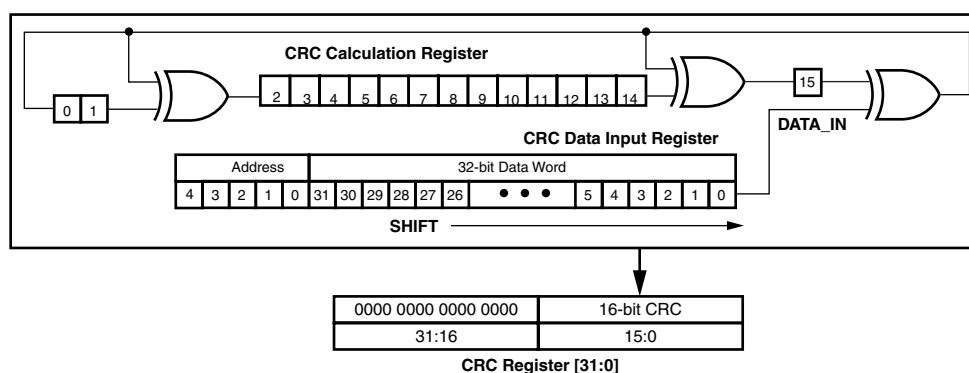 CRC Calculation Register
0 1
2 3 4 5 6 7 8 9 10 11 12 13 14
15
DATA_IN
CRC Data Input Register
Address 32-bit Data Word
4 3 2 1 0 31 30 29 28 27 26 • • • 5 4 3 2 1 0
SHIFT
0000 0000 0000 0000 16-bit CRC
31:16 15:0
CRC Register [31:0]